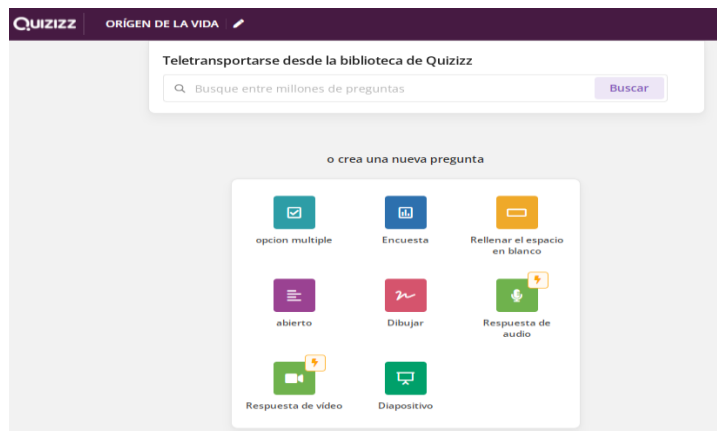 QUIZIZZ ORÍGEN DE LA VIDA
Teletransportarse desde la biblioteca de Quizizz
Busque entre millones de preguntas Buscar
o crea una nueva pregunta
opcion multiple Encuesta Rellenar el espacio
en blanco
abierto Dibujar Respuesta de
audio
Respuesta de vídeo Diapositivo